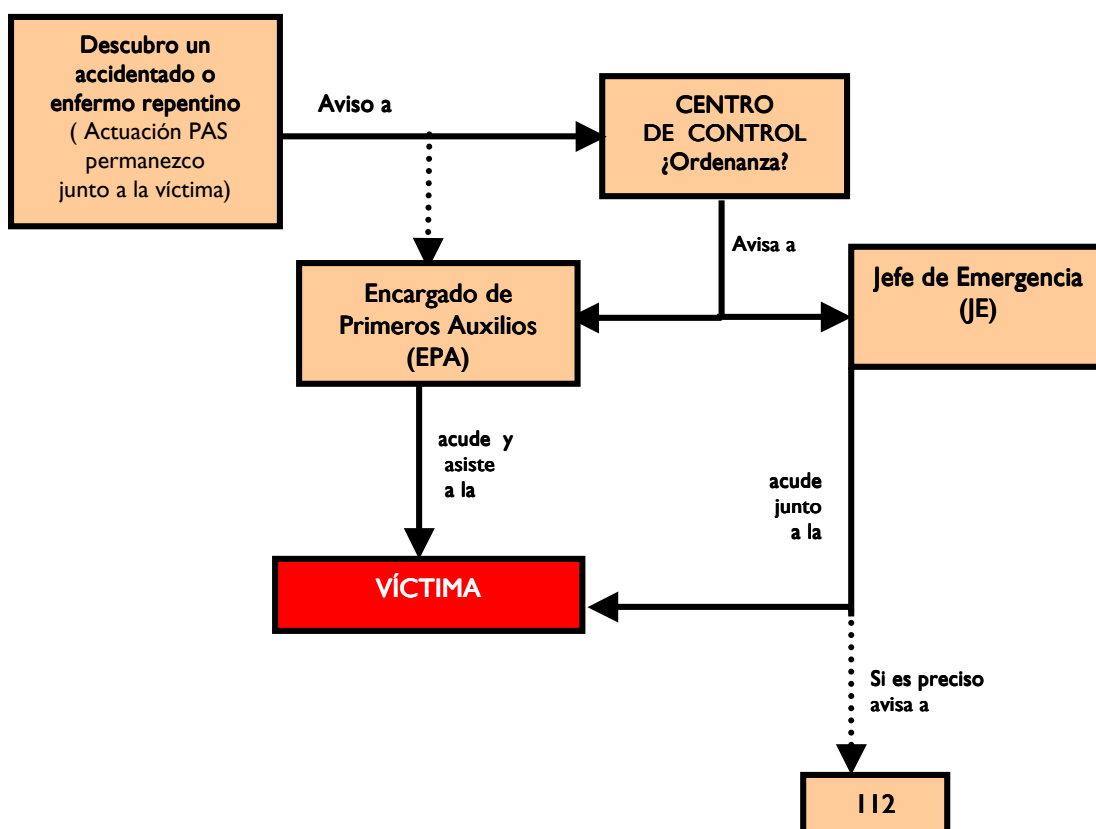 Descubro un
accidentado o
enfermo repentino
( Actuación PAS
permanezco
junto a la víctima)
Aviso a
CENTRO
DE CONTROL
¿Ordenanza?
Avisa a
Jefe de Emergencia
(JE)
Encargado de
Primeros Auxilios
(EPA)
acude y
asiste
a la
acude
junto
a la
VÍCTIMA
Si es preciso
avisa a
112